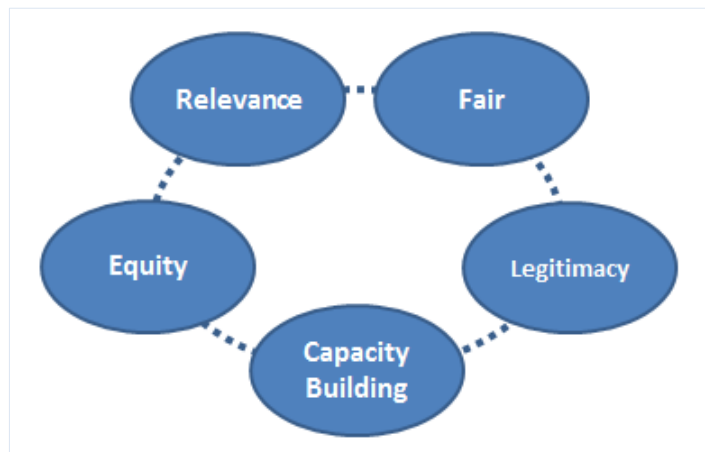 Relevance
Fair
Equity
Legitimacy
Capacity
Building